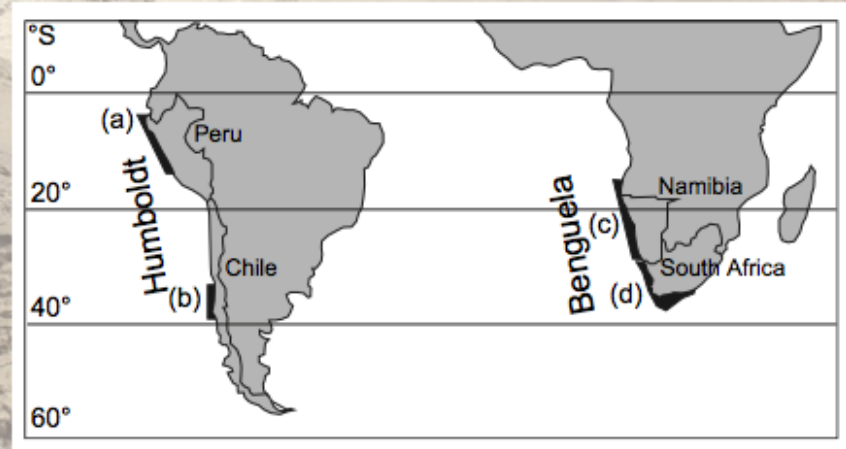 °S
0°
(a)
Peru
Humboldt
20°
Namibia
Benguela
(c)
Chile
South Africa
(b)
(d)
40°
60°